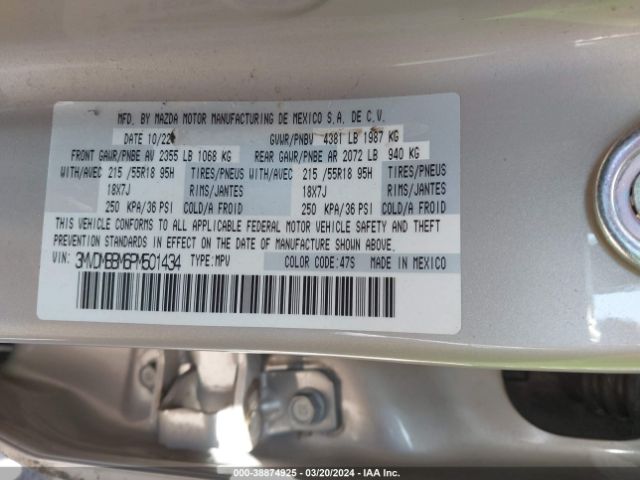 MFD. BY MAZDA MOTOR MANUFACTURING DE MEXICO S.A. DE C.V.
DATE 10/22 GVWR/PNBV 4381 LB 1987 KG
FRONT GAWR/PNBE AV 2355 LB 1068 KG REAR GAWR/PNBE AR 2072 LB 940 KG
WITH/AVEC 215 /55R18 95H TIRES/PNEUS WITH/AVEC 215 /55R18 95H TIRES/PNEUS
18X7J RIMS/JANTES 18X7J RIMS/JANTES
250 KPA/36 PSI COLD/A FROID 250 KPA/36 PSI COLD/A FROID
THIS VEHICLE CONFORMS TO ALL APPLICABLE FEDERAL MOTOR VEHICLE SAFETY AND THEFT
PREVENTION STANDARDS IN EFFECT ON THE DATE OF MANUFACTURE SHOWN ABOVE.
VIN: 3MVDMBBM6PM501434 TYPE: MPV COLOR CODE: 47S MADE IN MEXICO
000-38874925 - 03/20/2024 - IAA Inc.